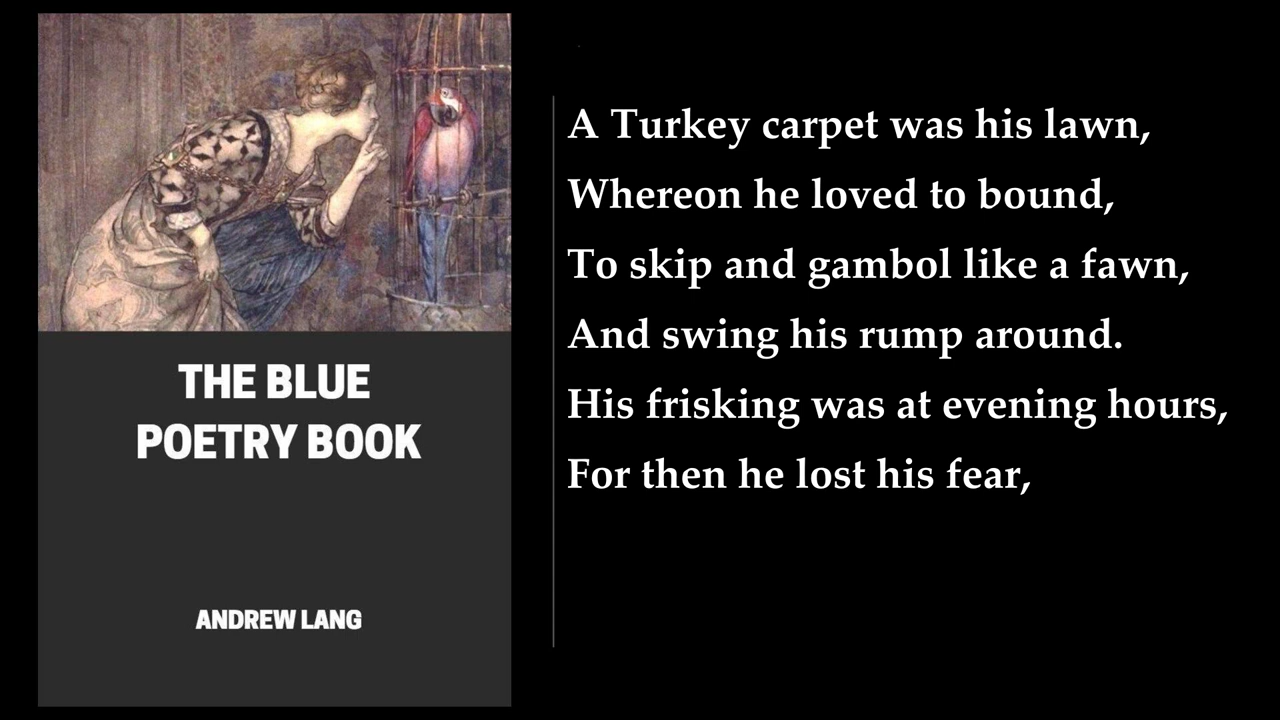 THE BLUE
POETRY BOOK
ANDREW LANG
A Turkey carpet was his lawn,
Whereon he loved to bound,
To skip and gambol like a fawn,
And swing his rump around.
His frisking was at evening hours,
For then he lost his fear,